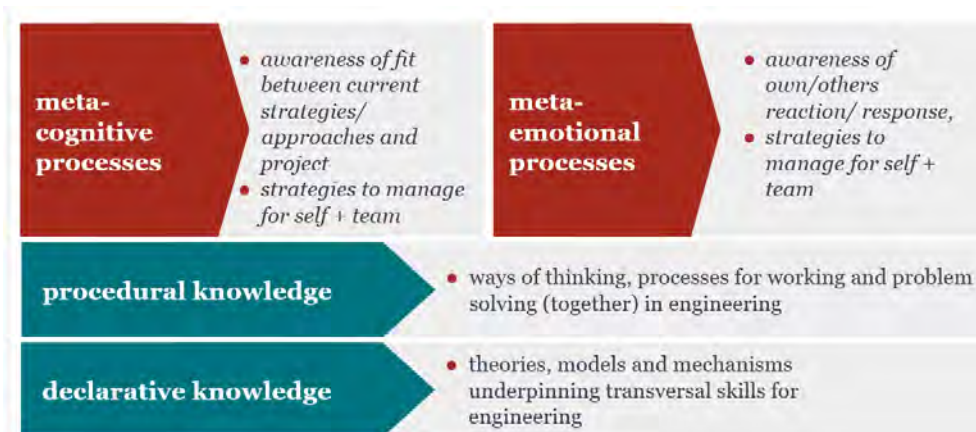 meta-
cognitive
processes
• awareness of fit
between current
strategies/
approaches and
project
• strategies to manage
for self + team
meta-
emotional
processes
• awareness of
own/others
reaction/ response,
• strategies to
manage for self +
team
procedural knowledge
• ways of thinking, processes for working and problem
solving (together) in engineering
declarative knowledge
• theories, models and mechanisms
underpinning transversal skills for
engineering